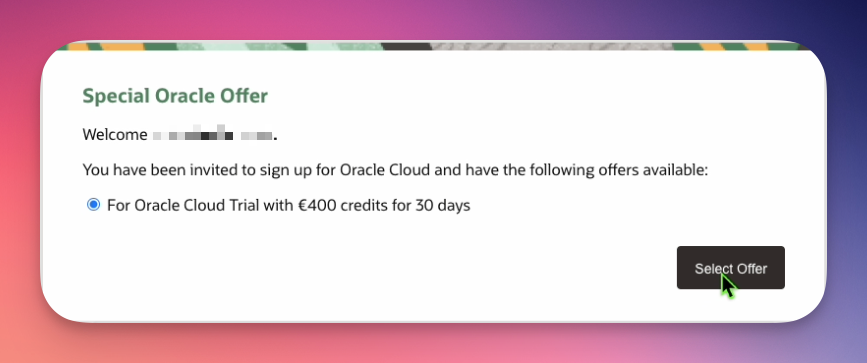 Special Oracle Offer
Welcome .
You have been invited to sign up for Oracle Cloud and have the following offers available:
For Oracle Cloud Trial with €400 credits for 30 days
Select Offer